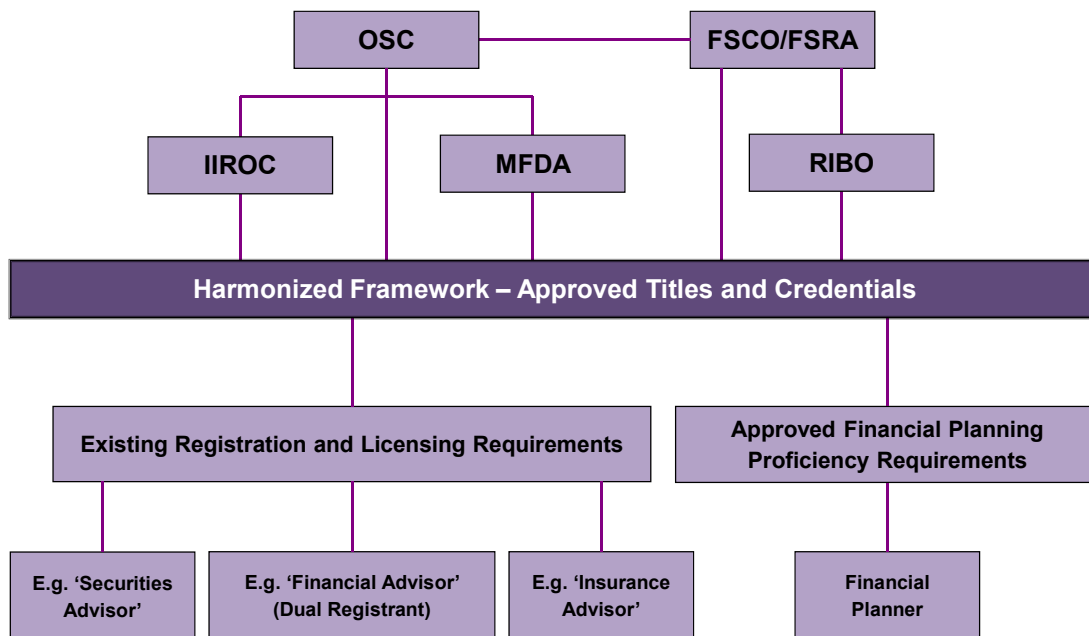 OSC
FSCO/FSRA
IIROC
MFDA
RIBO
Harmonized Framework – Approved Titles and Credentials
Existing Registration and Licensing Requirements
Approved Financial Planning
Proficiency Requirements
E.g. ‘Securities
Advisor’
E.g. ‘Financial Advisor’
(Dual Registrant)
E.g. ‘Insurance
Advisor’
Financial
Planner